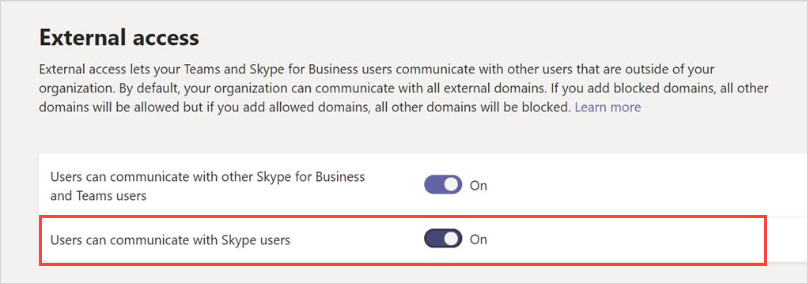 External access
External access lets your Teams and Skype for Business users communicate with other users that are outside of your
organization. By default, your organization can communicate with all external domains. If you add blocked domains, all other
domains will be allowed but if you add allowed domains, all other domains will be blocked. Learn more
Users can communicate with other Skype for Business
and Teams users
On
Users can communicate with Skype users
On